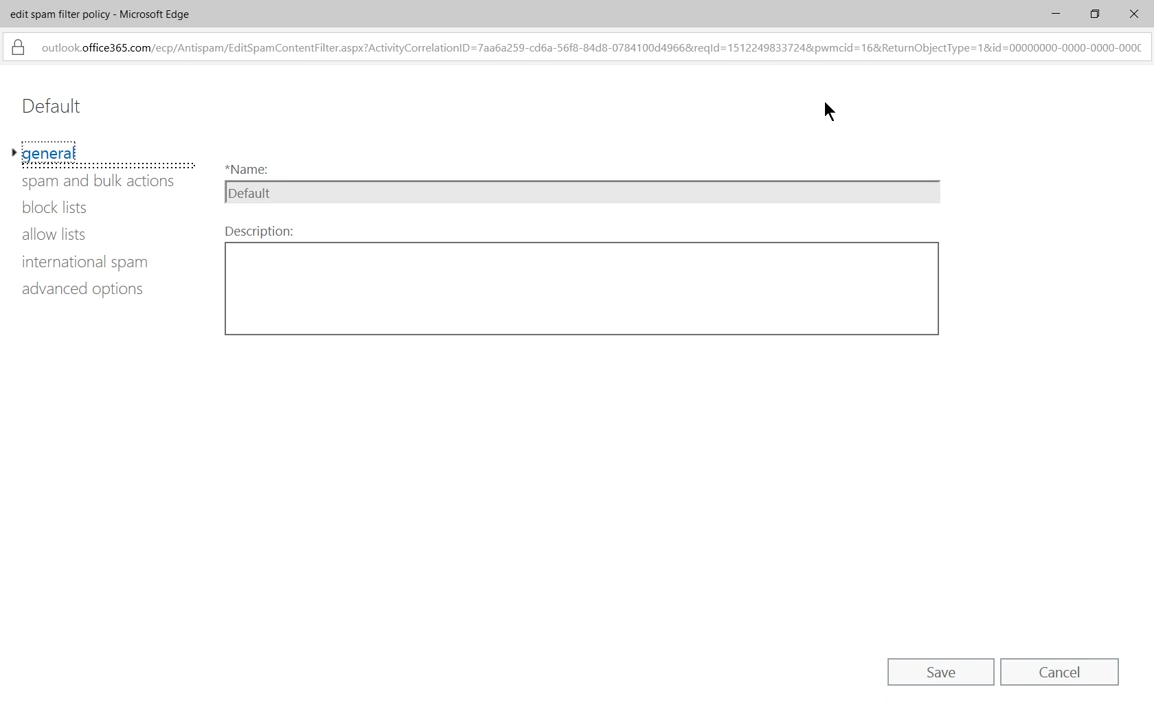 edit spam filter policy - Microsoft Edge
outlook.office365.com/ecp/Antispam/EditSpamContentFilter.aspx?ActivityCorrelationID=7aa6a259-cd6a-56f8-84d8-0784100d4966&reqId=1512249833724&pwmcid=16&ReturnObjectType=1&id=00000000-0000-0000-000
Default
general
spam and bulk actions
block lists
allow lists
international spam
advanced options
*Name:
Default
Description:
Save Cancel